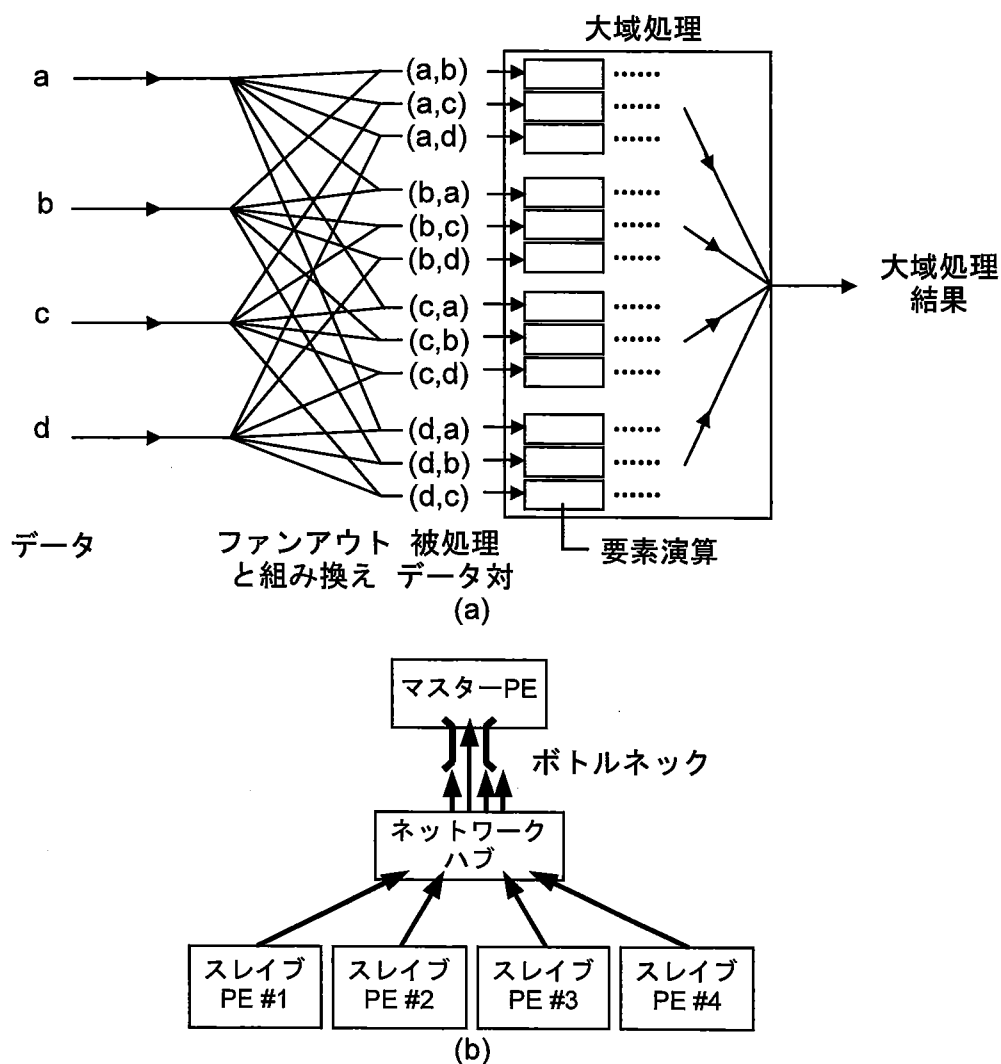 大域処理
a
b
c
d
(a,b)
(a,c)
(a,d)
(b,a)
(b,c)
(b,d)
(c,a)
(c,b)
(c,d)
(d,a)
(d,b)
(d,c)
大域処理
結果
データ
ファンアウト
と組み換え
被処理
データ対
要素演算
(a)
マスターPE
ボトルネック
ネットワーク
ハブ
スレイブ
PE #1
スレイブ
PE #2
スレイブ
PE #3
スレイブ
PE #4
(b)